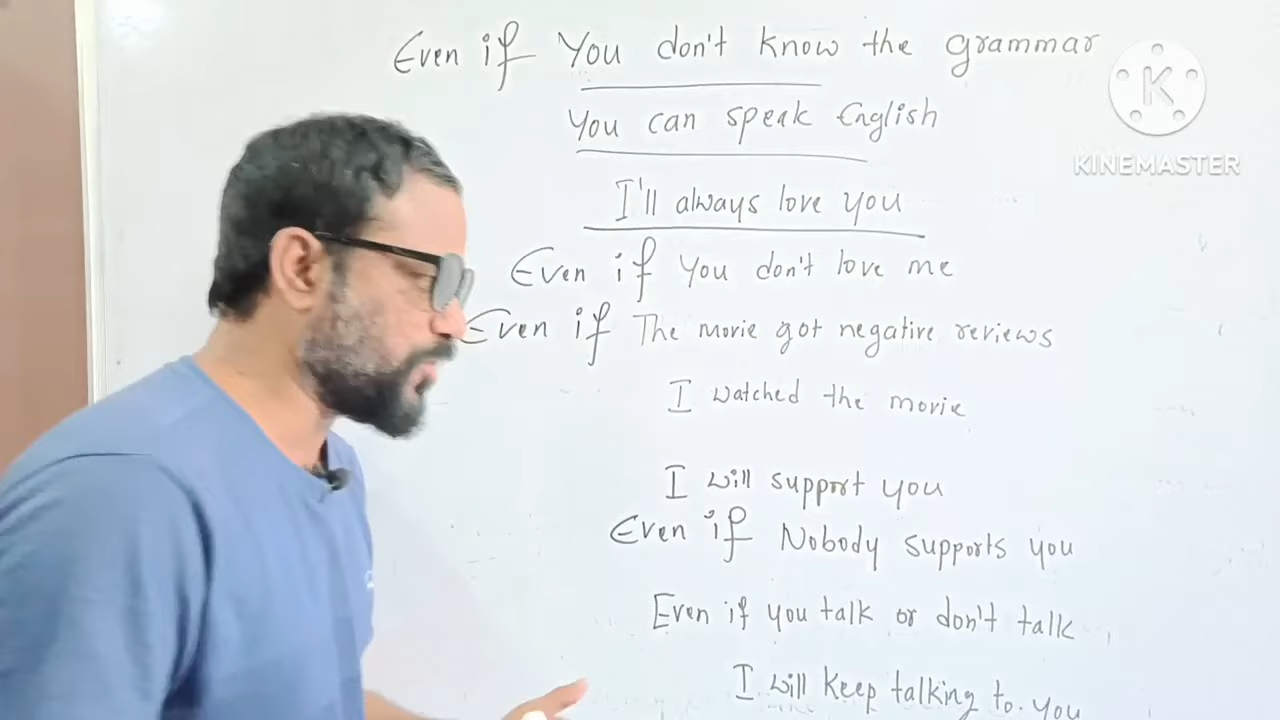 Even if You don't know the grammar
You can speak English
I'll always love you
Even if you don't love me
Even if The movie got negative reviews
I watched the movie
I will support you
Even if Nobody supports you
Even if you talk or don't talk
I will keep talking to you
K
KINEMASTER